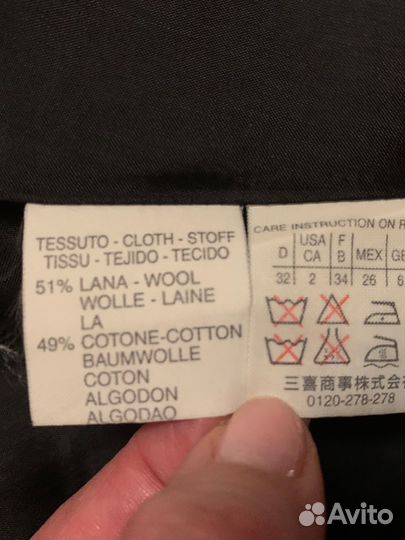 TESSUTO - CLOTH - STOFF
TISSU - TEJIDO - TECIDO
51% LANA - WOOL
WOLLE - LAINE
LA
49% COTONE-COTTON
BAUMWOLLE
COTON
ALGODON
ALGODAO
CARE INSTRUCTION ON R
D USA CA F B MEX GE
32 2 34 26 6
三喜商事株式会
0120-278-278
Avito